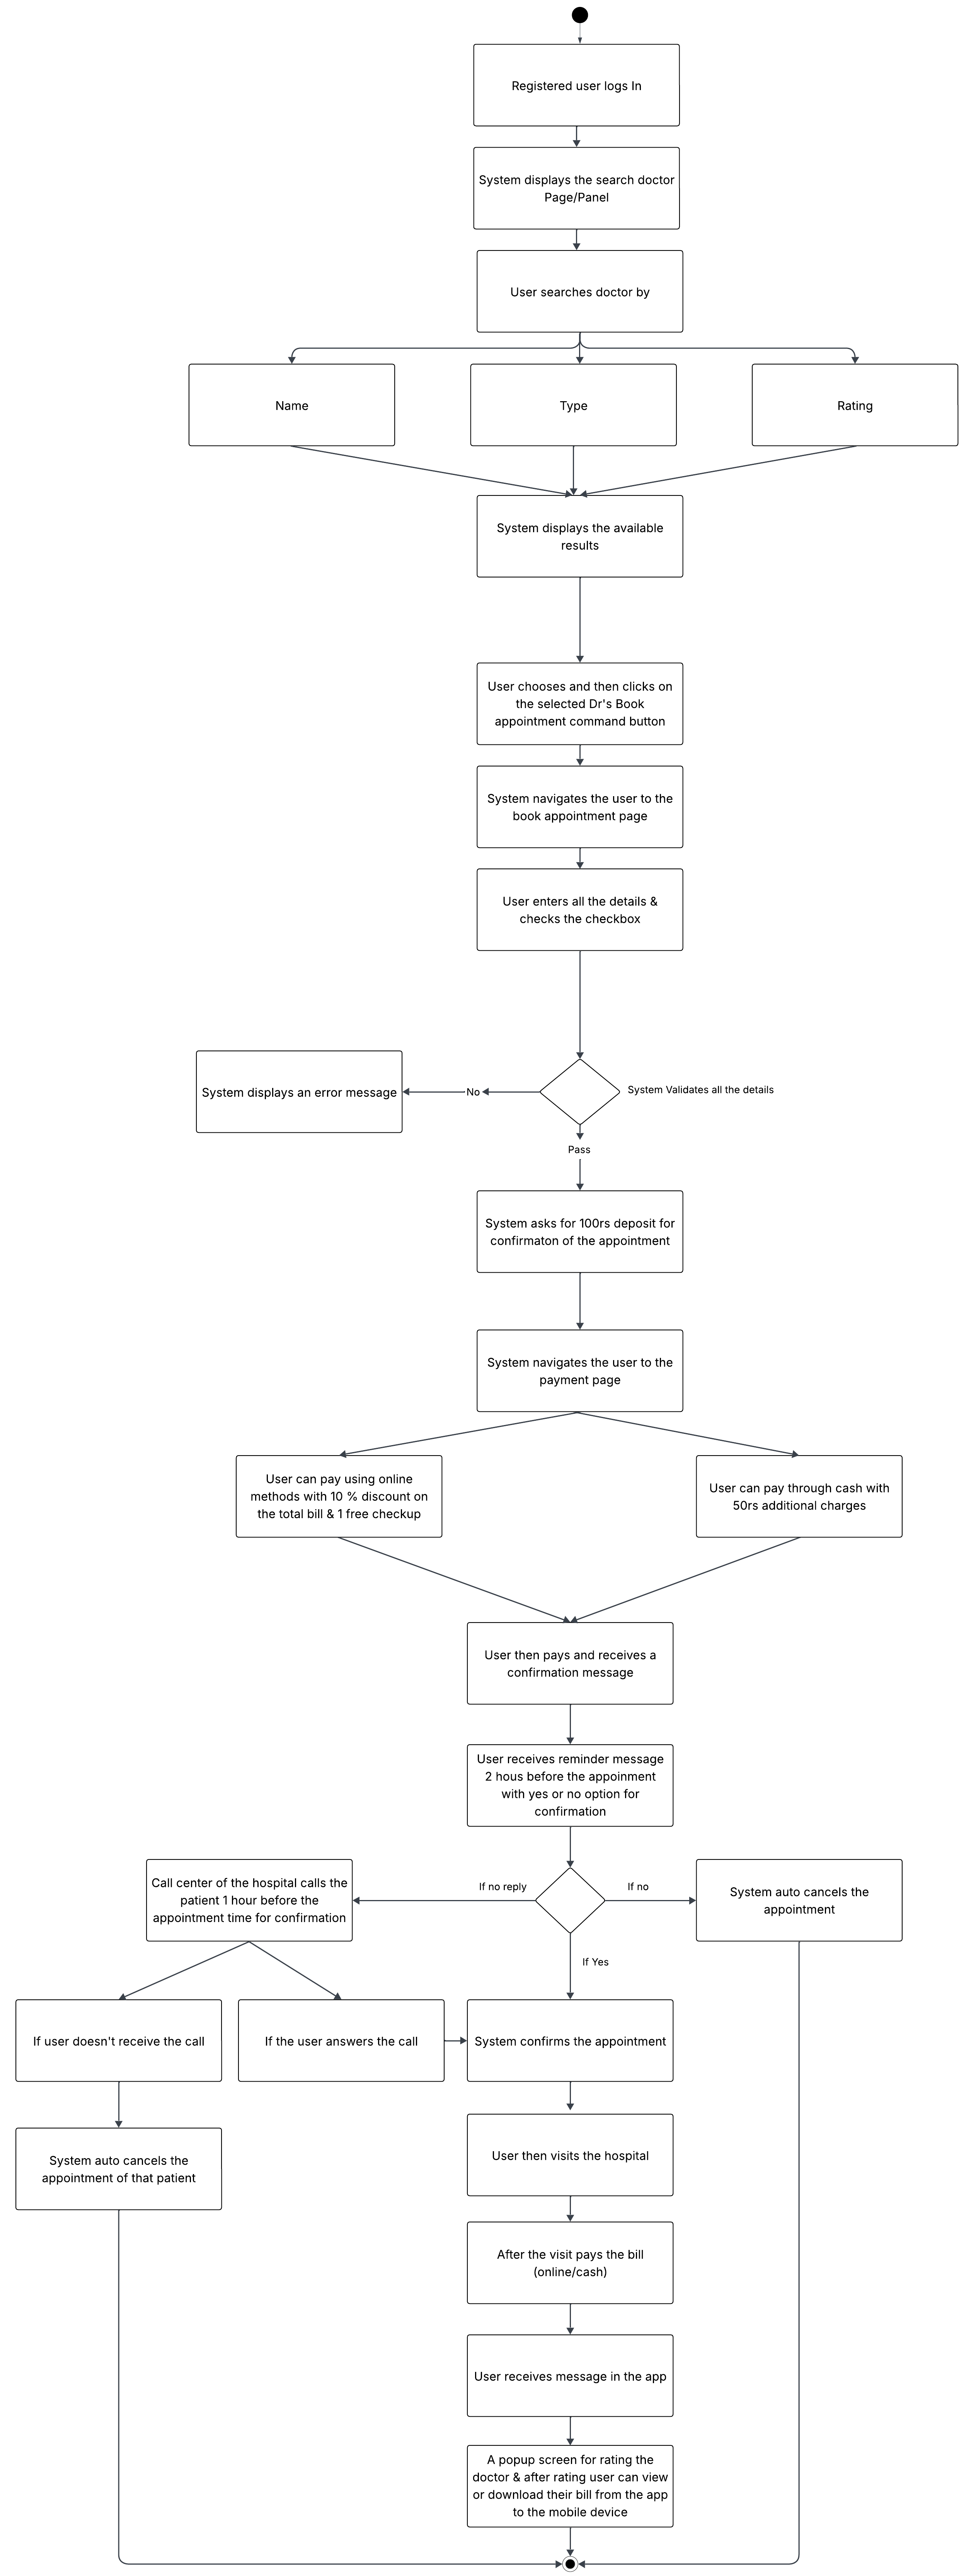 Registered user logs In
System displays the search doctor
Page/Panel
User searches doctor by
Name
Type
Rating
System displays the available
results
User chooses and then clicks on
the selected Dr's Book
appointment command button
System navigates the user to the
book appointment page
User enters all the details &
checks the checkbox
System displays an error message
No
System Validates all the details
Pass
System asks for 100rs deposit for
confirmaton of the appointment
System navigates the user to the
payment page
User can pay using online
methods with 10 % discount on
the total bill & 1 free checkup
User can pay through cash with
50rs additional charges
User then pays and receives a
confirmation message
User receives reminder message
2 hous before the appoinment
with yes or no option for
confirmation
Call center of the hospital calls the
patient 1 hour before the
appointment time for confirmation
If no reply
If no
System auto cancels the
appointment
If Yes
If user doesn't receive the call
If the user answers the call
System confirms the appointment
System auto cancels the
appointment of that patient
User then visits the hospital
After the visit pays the bill
(online/cash)
User receives message in the app
A popup screen for rating the
doctor & after rating user can view
or download their bill from the app
to the mobile device